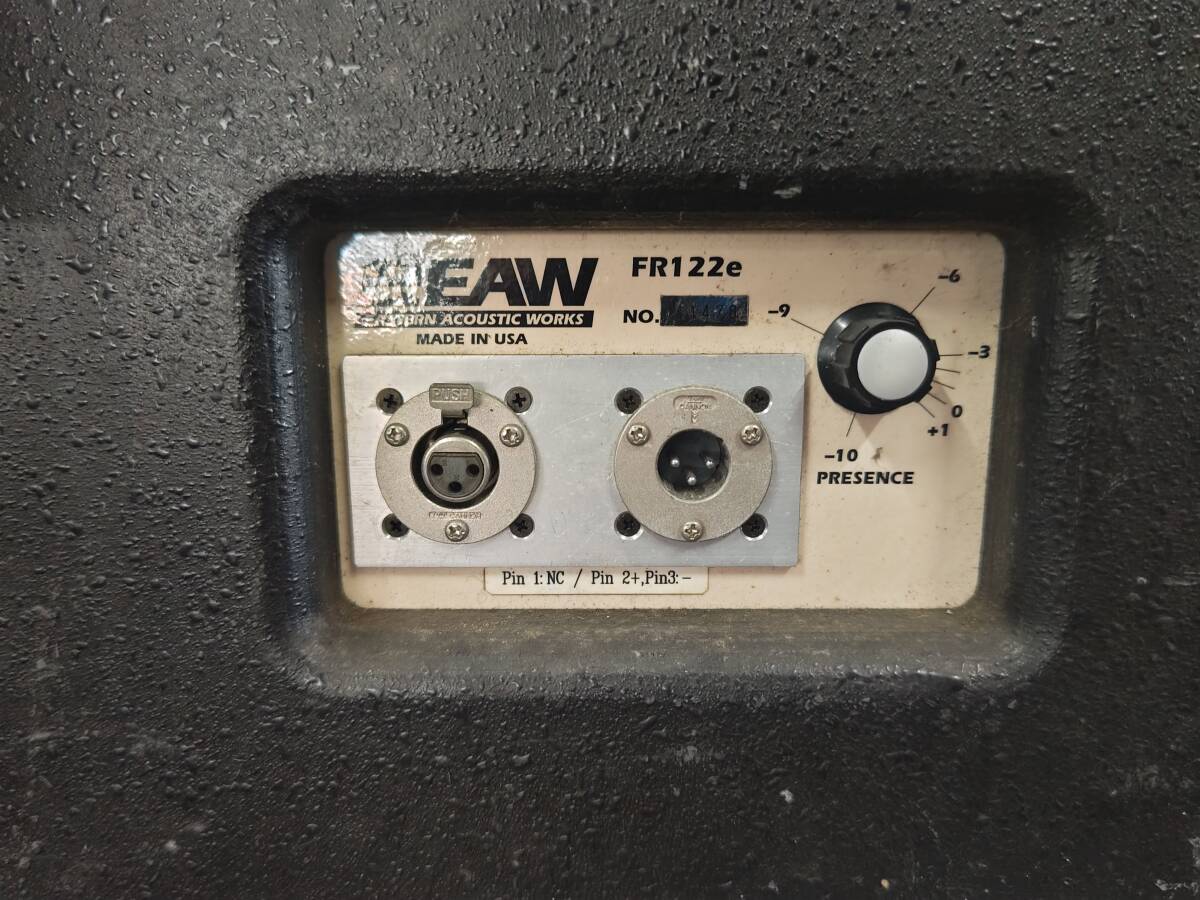 EAW
EASTERN ACOUSTIC WORKS
MADE IN USA
FR122e
NO.
-9
-6
-3
0
+1
-10
PRESENCE
PUSH
CANNON
Pin 1:NC / Pin 2+,Pin3:-